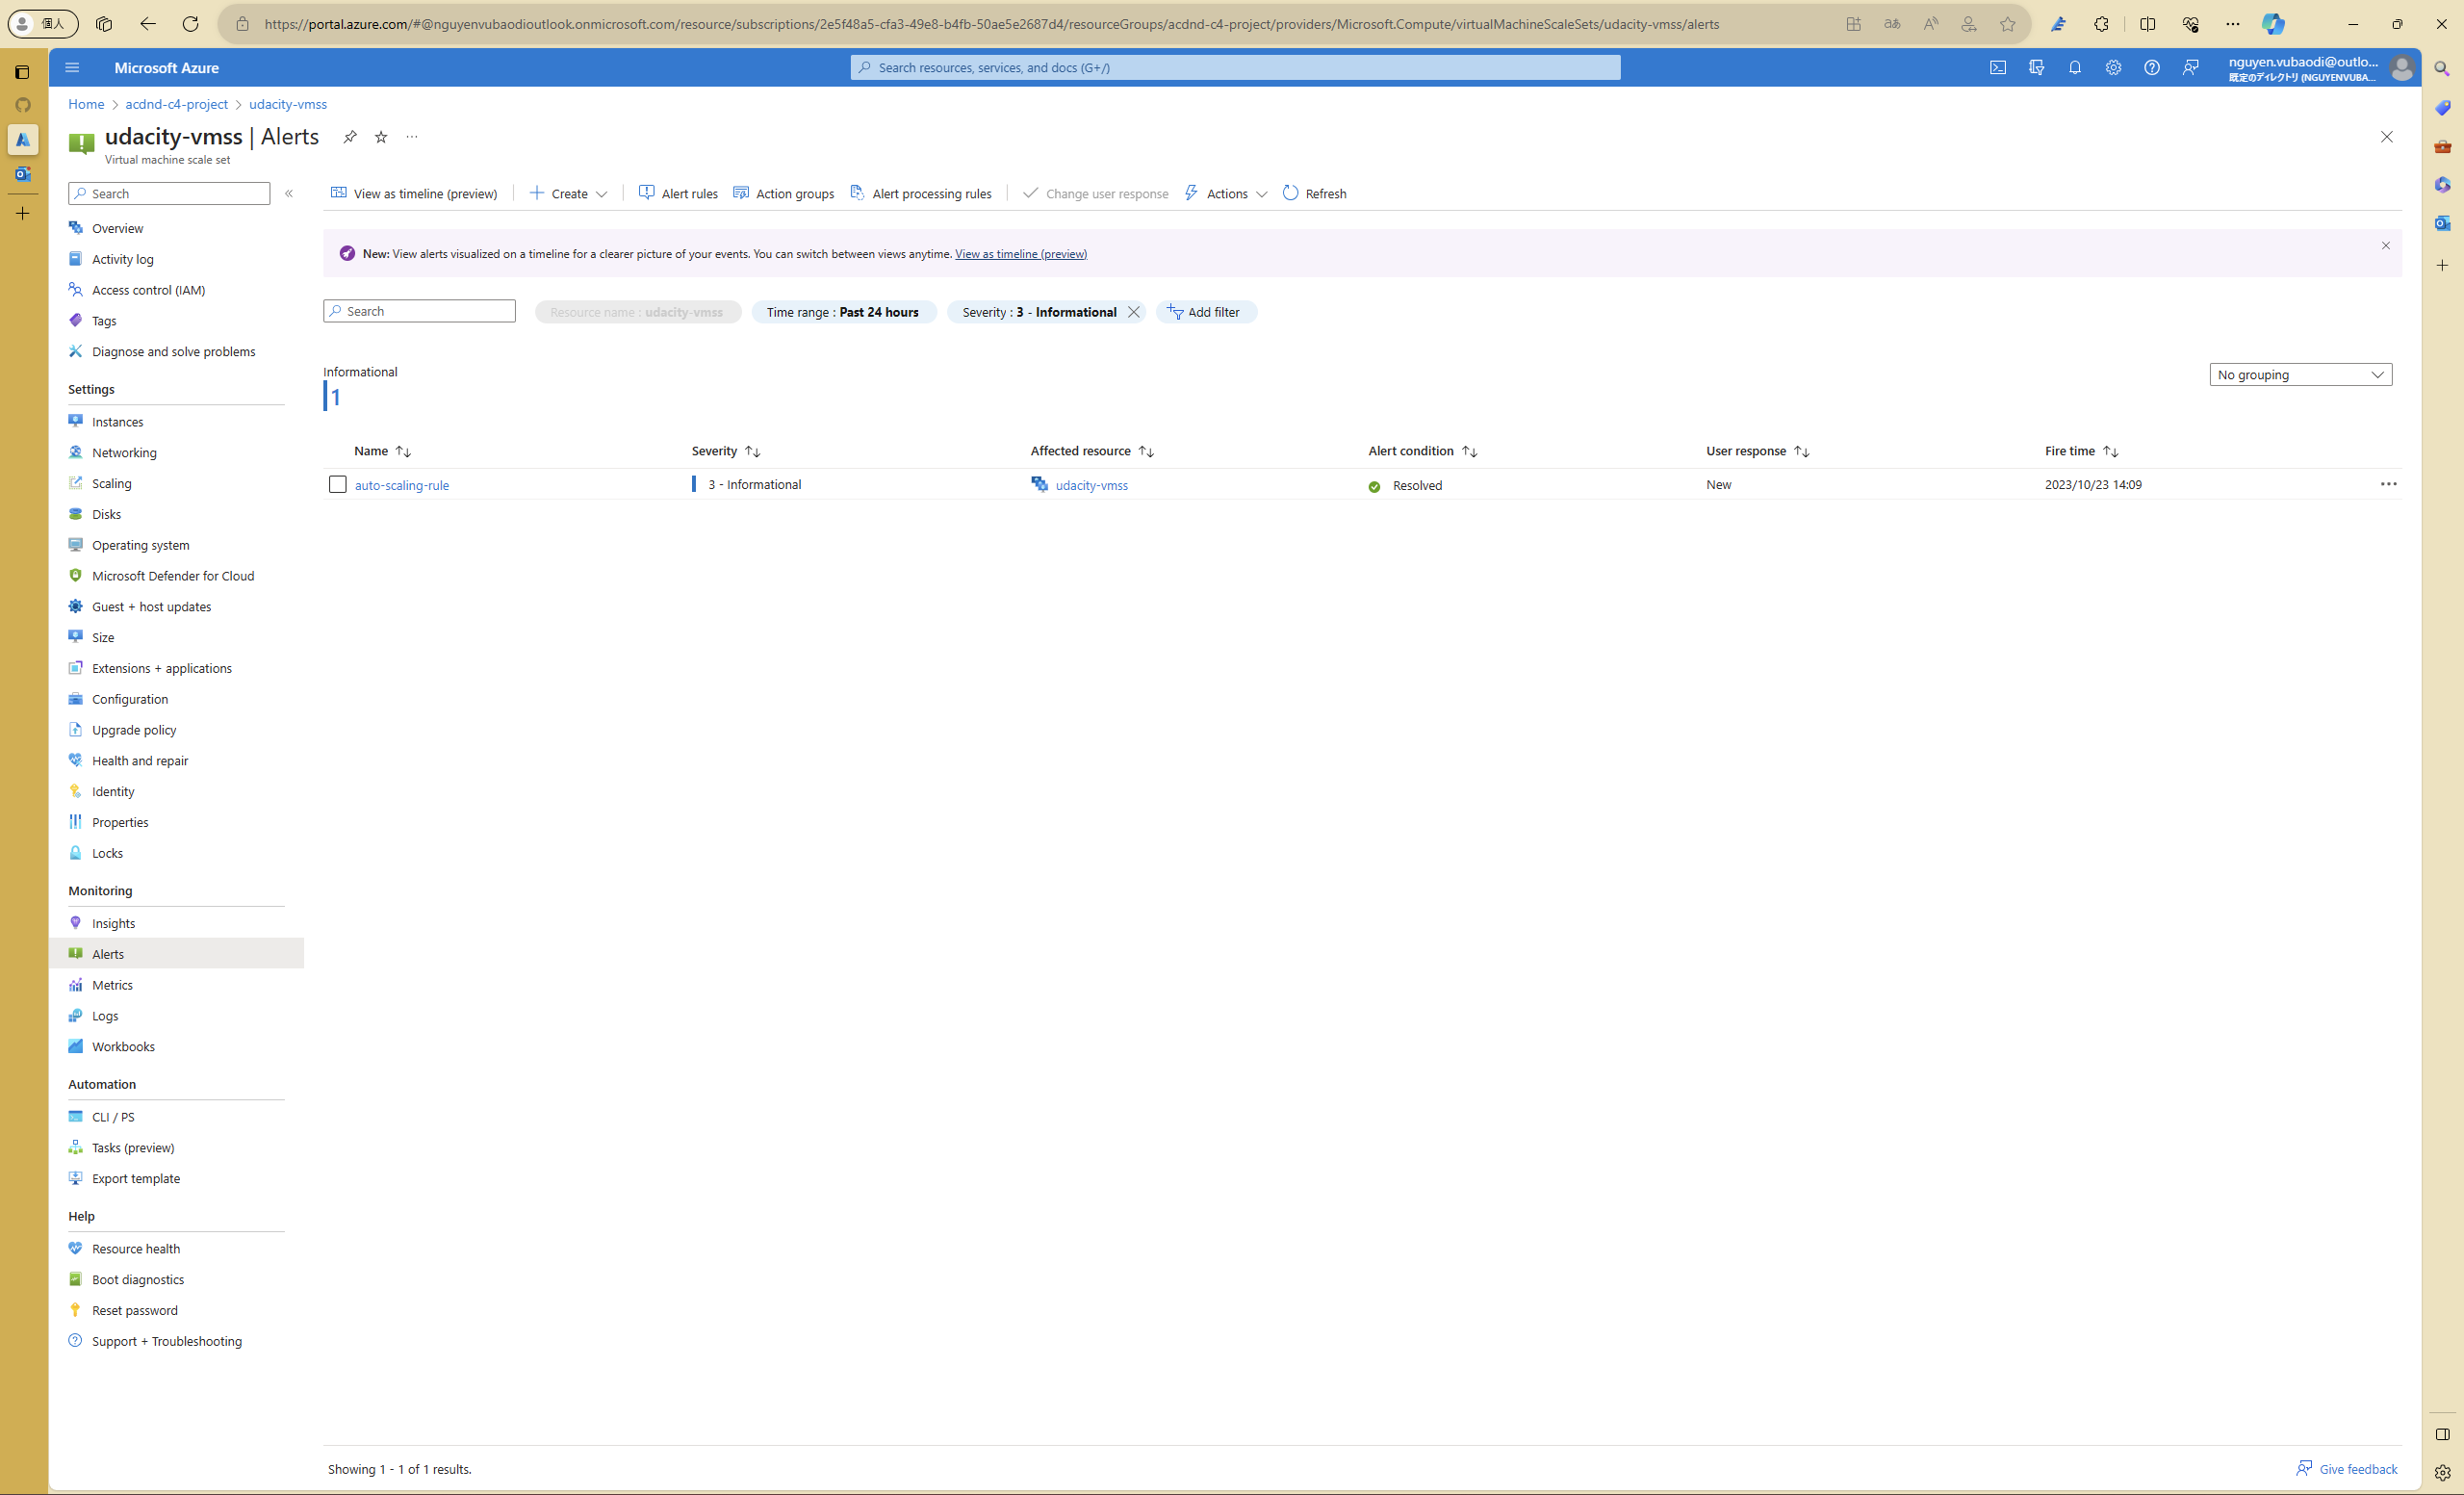 個人
https://portal.azure.com/#@nguyenvubaodioutlook.onmicrosoft.com/resource/subscriptions/2e5f48a5-cfa3-49e8-b4fb-50ae5e2687d4/resourceGroups/acdnd-c4-project/providers/Microsoft.Compute/virtualMachineScaleSets/udacity-vmss/alerts
Microsoft Azure
Search resources, services, and docs (G+/)
nguyen.vubaodi@outlo...
既定のディレクトリ (NGUYENVUBA...
Home > acdnd-c4-project > udacity-vmss
udacity-vmss | Alerts
Virtual machine scale set
Search
View as timeline (preview) Create Alert rules Action groups Alert processing rules Change user response Actions Refresh
New: View alerts visualized on a timeline for a clearer picture of your events. You can switch between views anytime. View as timeline (preview)
Search Resource name : udacity-vmss Time range : Past 24 hours Severity : 3 - Informational Add filter
Informational
1
No grouping
Name Severity Affected resource Alert condition User response Fire time
auto-scaling-rule 3 - Informational udacity-vmss Resolved New 2023/10/23 14:09
Overview
Activity log
Access control (IAM)
Tags
Diagnose and solve problems
Settings
Instances
Networking
Scaling
Disks
Operating system
Microsoft Defender for Cloud
Guest + host updates
Size
Extensions + applications
Configuration
Upgrade policy
Health and repair
Identity
Properties
Locks
Monitoring
Insights
Alerts
Metrics
Logs
Workbooks
Automation
CLI / PS
Tasks (preview)
Export template
Help
Resource health
Boot diagnostics
Reset password
Support + Troubleshooting
Showing 1 - 1 of 1 results.
Give feedback